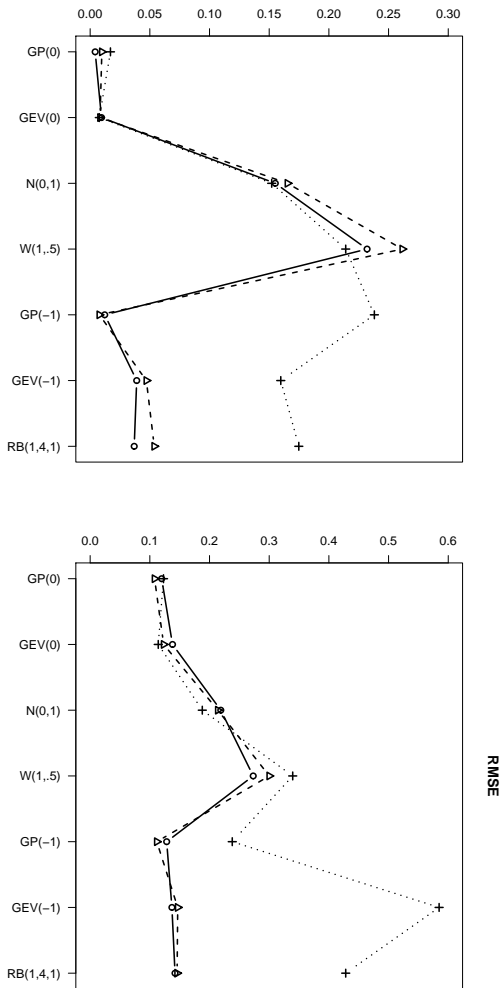 0.00 0.05 0.10 0.15 0.20 0.25 0.30
GP(0)
GEV(0)
N(0,1)
W(1,.5)
GP(-1)
GEV(-1)
RB(1,4,1)
0.0 0.1 0.2 0.3 0.4 0.5 0.6
GP(0)
GEV(0)
N(0,1)
W(1,.5)
GP(-1)
GEV(-1)
RB(1,4,1)
RMSE